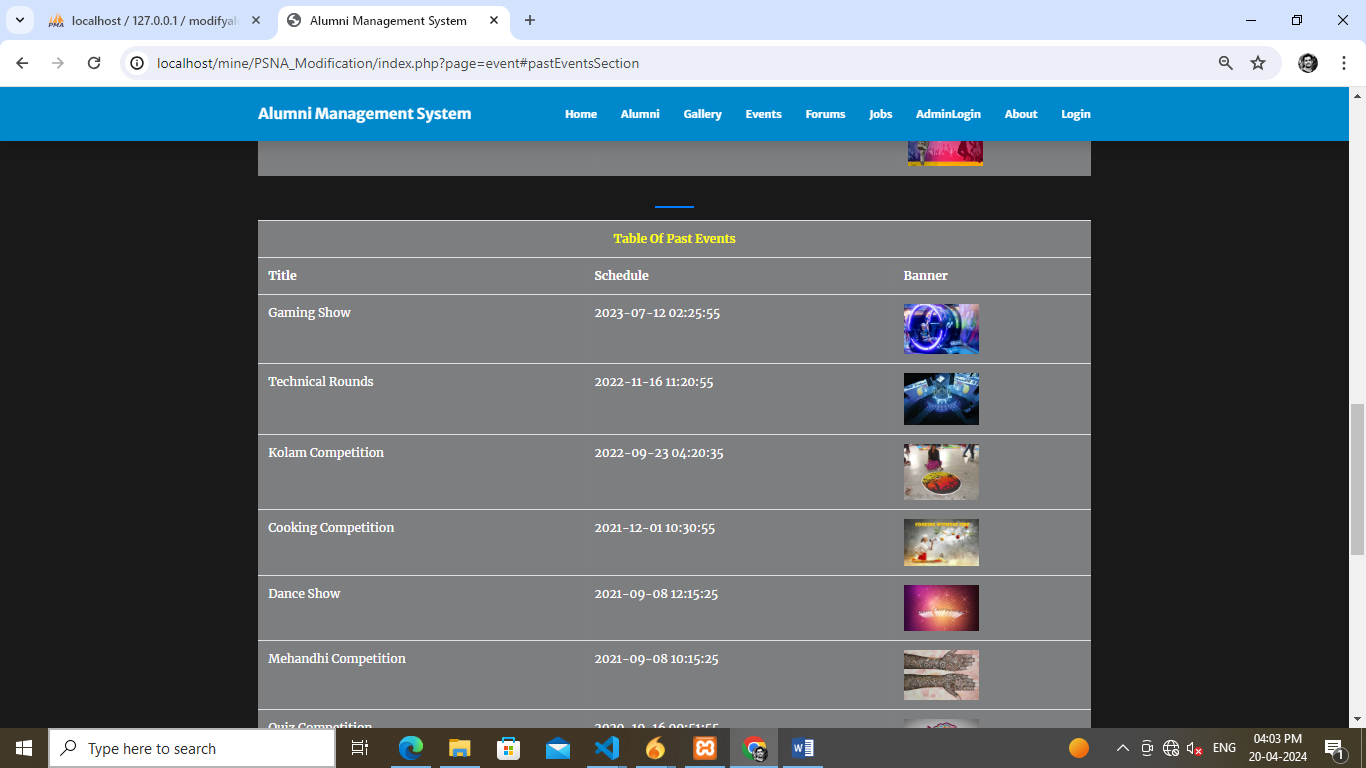 localhost / 127.0.0.1 / modifyal
Alumni Management System
localhost/mine/PSNA_Modification/index.php?page=event#pastEventsSection
Alumni Management System Home Alumni Gallery Events Forums Jobs AdminLogin About Login
Table Of Past Events
Title Schedule Banner
Gaming Show 2023-07-12 02:25:55
Technical Rounds 2022-11-16 11:20:55
Kolam Competition 2022-09-23 04:20:35
Cooking Competition 2021-12-01 10:30:55
Dance Show 2021-09-08 12:15:25
Mehandhi Competition 2021-09-08 10:15:25
Quiz Competition 2020-10-16 09:51:55
Type here to search
ENG
04:03 PM
20-04-2024
1